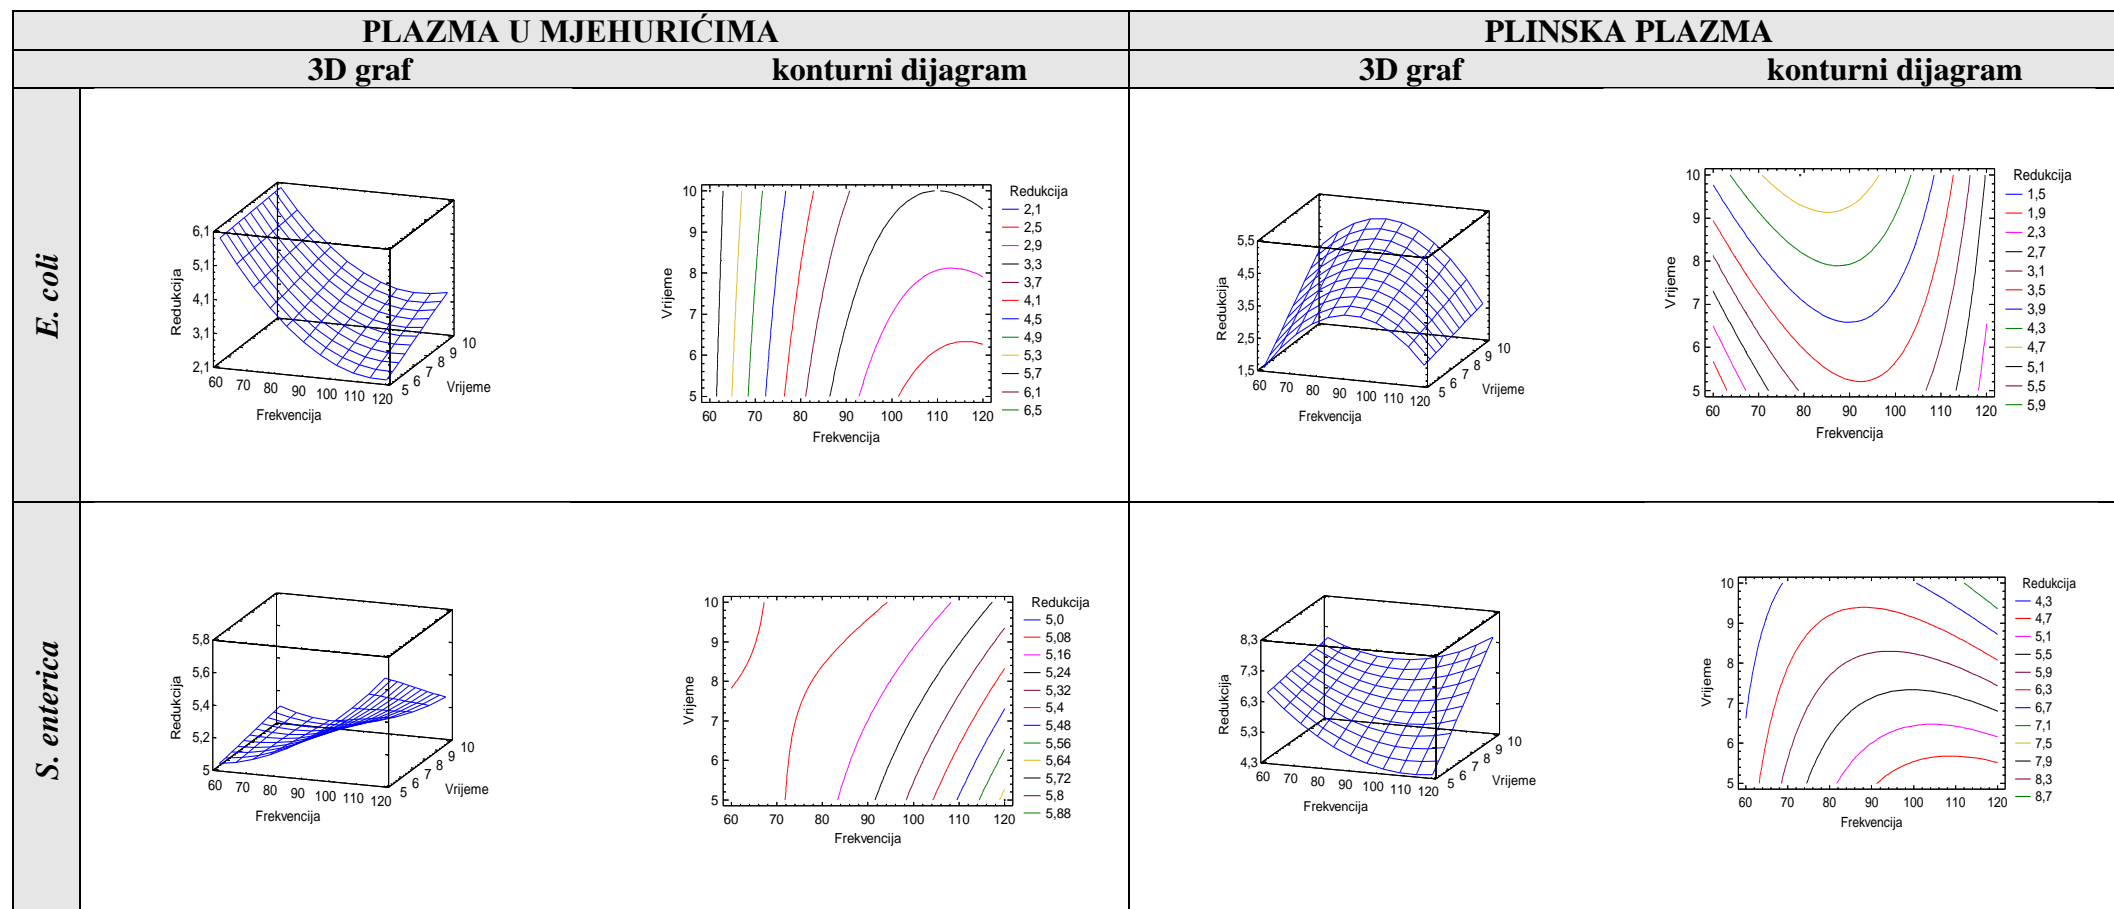 PLAZMA U MJEHURIĆIMA
PLINSKA PLAZMA
3D graf
konturni dijagram
3D graf
konturni dijagram
E. coli
6,1
5,1
4,1
3,1
2,1
Redukcija
60 70 80 90 100 110 120
Frekvencija
5 6 7 8 9 10
Vrijeme
10
9
8
7
6
5
Vrijeme
60 70 80 90 100 110 120
Frekvencija
Redukcija
2,1
2,5
2,9
3,3
3,7
4,1
4,5
4,9
5,3
5,7
6,1
6,5
5,5
4,5
3,5
2,5
1,5
Redukcija
60 70 80 90 100 110 120
Frekvencija
5 6 7 8 9 10
Vrijeme
10
9
8
7
6
5
Vrijeme
60 70 80 90 100 110 120
Frekvencija
Redukcija
1,5
1,9
2,3
2,7
3,1
3,5
3,9
4,3
4,7
5,1
5,5
5,9
S. enterica
5,8
5,6
5,4
5,2
5
Redukcija
60 70 80 90 100 110 120
Frekvencija
5 6 7 8 9 10
Vrijeme
10
9
8
7
6
5
Vrijeme
60 70 80 90 100 110 120
Frekvencija
Redukcija
5,0
5,08
5,16
5,24
5,32
5,4
5,48
5,56
5,64
5,72
5,8
5,88
8,3
7,3
6,3
5,3
4,3
Redukcija
60 70 80 90 100 110 120
Frekvencija
5 6 7 8 9 10
Vrijeme
10
9
8
7
6
5
Vrijeme
60 70 80 90 100 110 120
Frekvencija
Redukcija
4,3
4,7
5,1
5,5
5,9
6,3
6,7
7,1
7,5
7,9
8,3
8,7